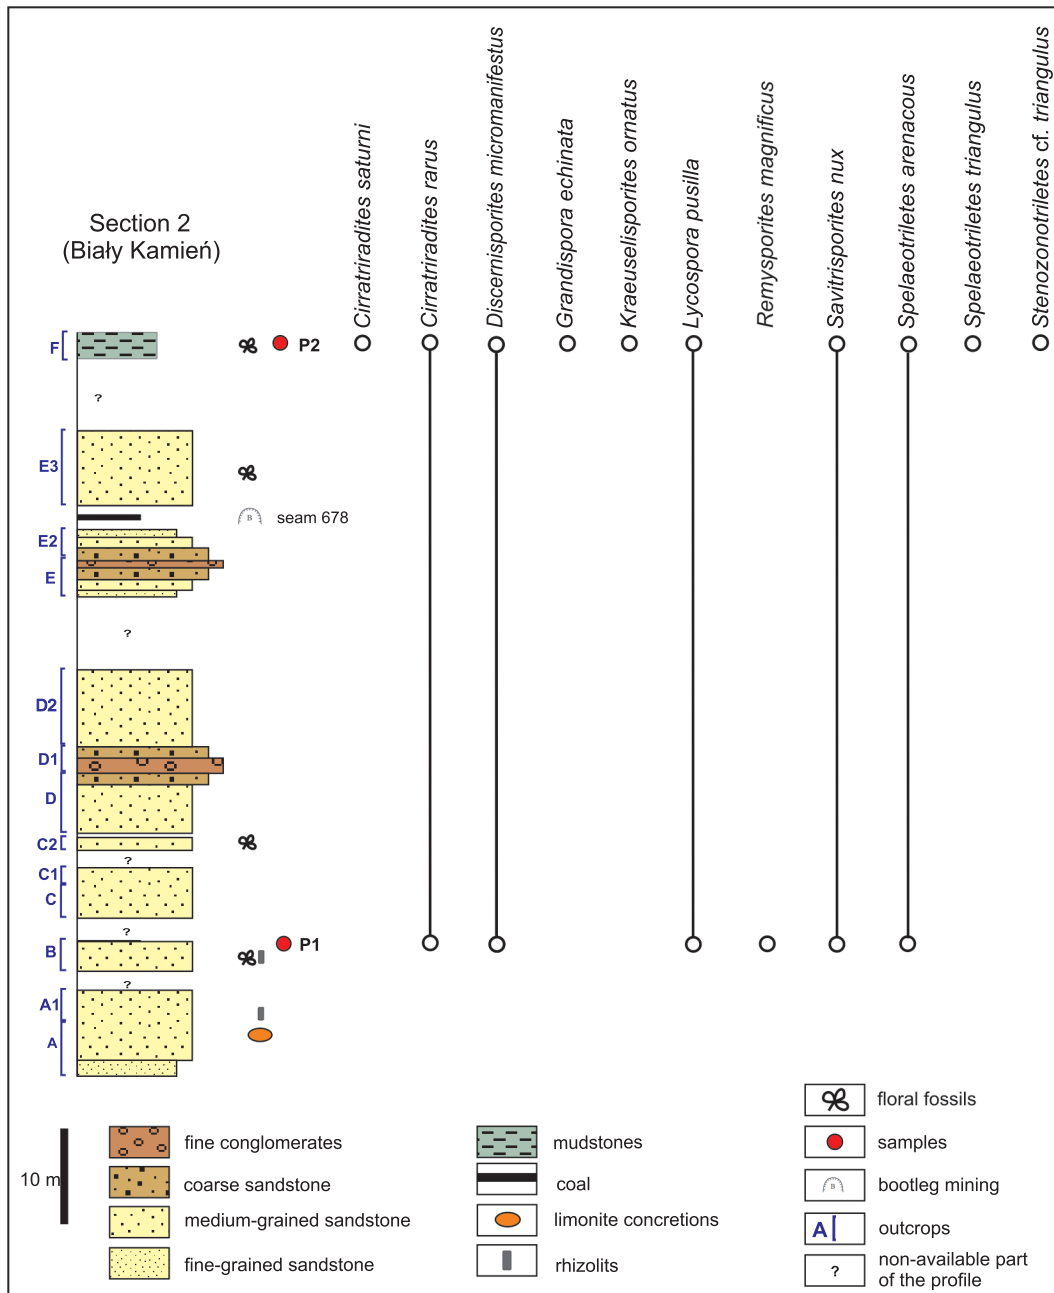 Section 2
(Biały Kamień)
Cirratriradites saturni
Cirratriradites rarus
Discernisporites micromanifestus
Grandispora echinata
Kraeuselisporites ornatus
Lycospora pusilla
Remysporites magnificus
Savitrisporites nux
Spelaeotriletes arenacous
Spelaeotriletes triangulus
Stenozonotriletes cf. triangulus
F
P2
?
E3
B
seam 678
E2
E
?
D2
D1
D
C2
?
C1
C
?
P1
B
?
A1
A
10 m
fine conglomerates
coarse sandstone
medium-grained sandstone
fine-grained sandstone
mudstones
coal
limonite concretions
rhizolits
floral fossils
samples
B
bootleg mining
A
outcrops
?
non-available part
of the profile